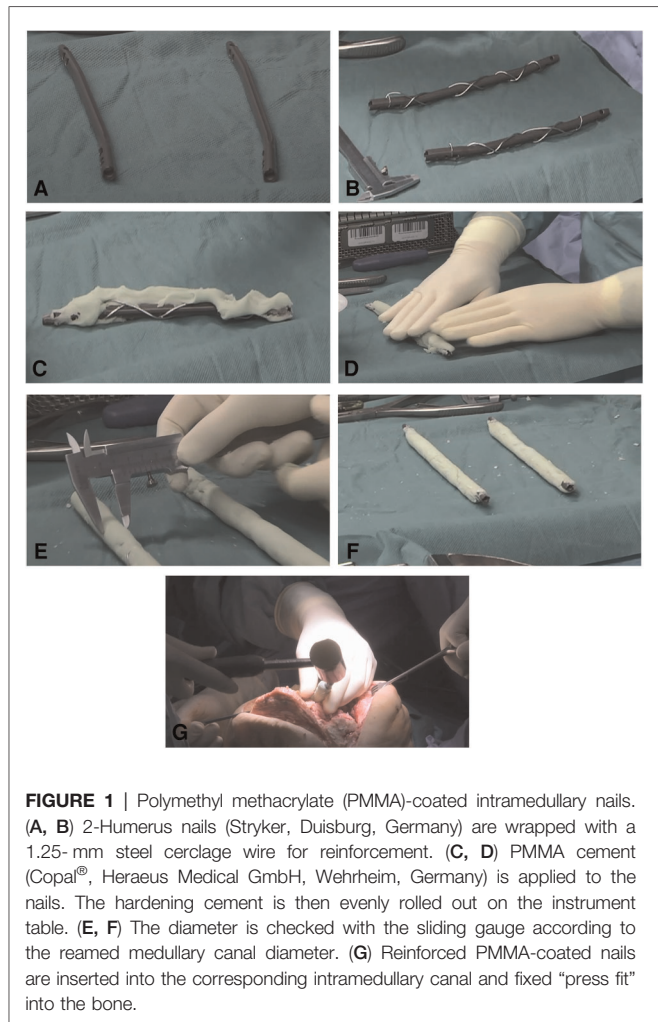 A
B
C
D
E
F
G
FIGURE 1 | Polymethyl methacrylate (PMMA)-coated intramedullary nails.
(A, B) 2-Humerus nails (Stryker, Duisburg, Germany) are wrapped with a
1.25- mm steel cerclage wire for reinforcement. (C, D) PMMA cement
(Copal®, Heraeus Medical GmbH, Wehrheim, Germany) is applied to the
nails. The hardening cement is then evenly rolled out on the instrument
table. (E, F) The diameter is checked with the sliding gauge according to
the reamed medullary canal diameter. (G) Reinforced PMMA-coated nails
are inserted into the corresponding intramedullary canal and fixed “press fit”
into the bone.